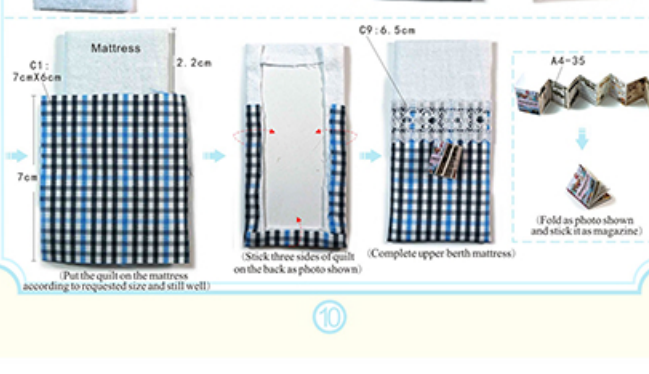 C9:6.5cm
Mattress
C1:
7cmX6cm
2.2cm
A4-35
7cm
(Put the quilt on the mattress
according to requested size and still well)
(Stick three sides of quilt
on the back as photo shown)
(Complete upper berth mattress)
(Fold as photo shown
and stick it as magazine)
10